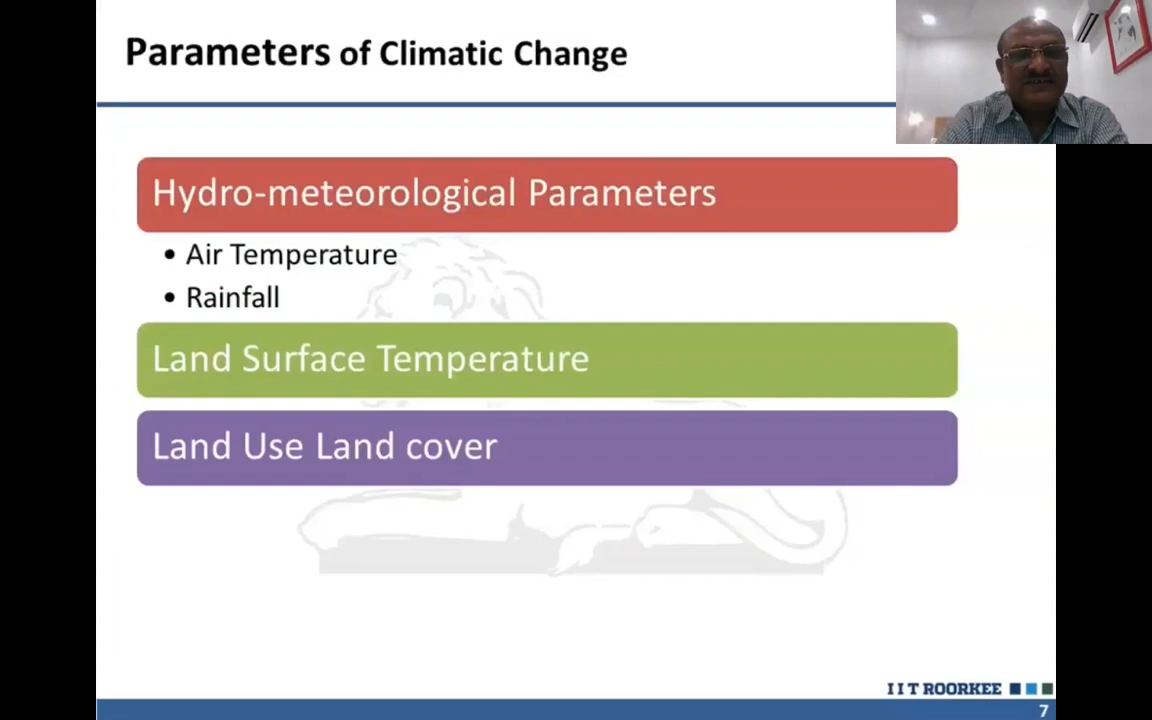 Parameters of Climatic Change
Hydro-meteorological Parameters
• Air Temperature
• Rainfall
Land Surface Temperature
Land Use Land cover
IIT ROORKEE
7